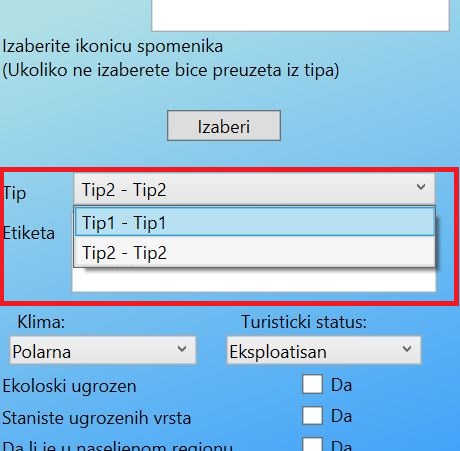 Izaberite ikonicu spomenika
(Ukoliko ne izaberete bice preuzeta iz tipa)
Izaberi
Tip Tip2 - Tip2
Tip1 - Tip1
Etiketa
Tip2 - Tip2
Klima: Turisticki status:
Polarna Eksploatisan
Ekoloski ugrozen Da
Staniste ugrozenih vrsta Da
Da li je u naseljenom regionu Da